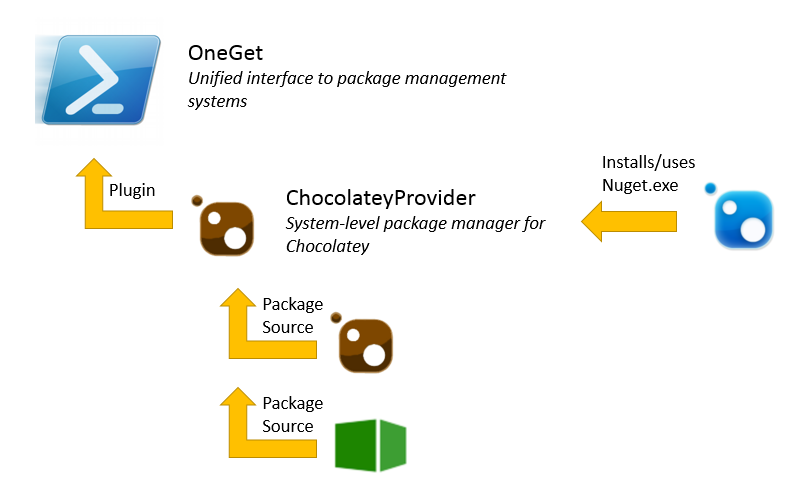 OneGet
Unified interface to package management
systems
Plugin
ChocolateyProvider
System-level package manager for
Chocolatey
Installs/uses
Nuget.exe
Package
Source
Package
Source